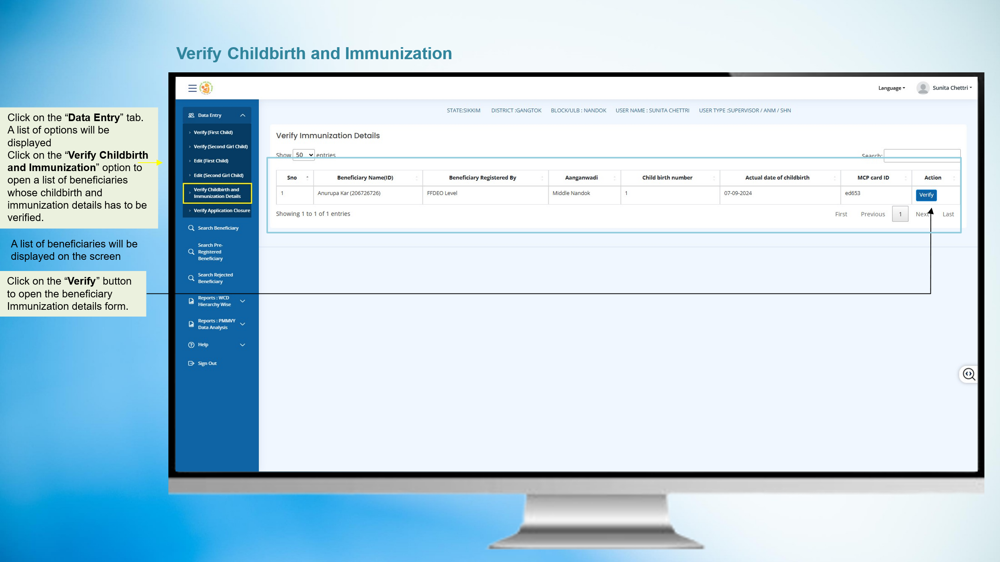 Verify Childbirth and Immunization
Click on the “Data Entry” tab.
A list of options will be
displayed
Click on the “Verify Childbirth
and Immunization” option to
open a list of beneficiaries
whose childbirth and
immunization details has to be
verified.
A list of beneficiaries will be
displayed on the screen
Click on the “Verify” button
to open the beneficiary
Immunization details form.
Language
Sunita Chettri
Data Entry
Verify (First Child)
Verify (Second Girl Child)
Edit (First Child)
Edit (Second Girl Child)
Verify Childbirth and
Immunization Details
Verify Application Closure
Search Beneficiary
Search Pre-
Registered
Beneficiary
Search Rejected
Beneficiary
Reports : WCD
Hierarchy Wise
Reports : PMMVY
Data Analysis
Help
Sign Out
STATE:SIKKIM DISTRICT :GANGTOK BLOCK/ULB : NANDOK USER NAME : SUNITA CHETTRI USER TYPE :SUPERVISOR / ANM / SHN
Verify Immunization Details
Show 50 entries
Search:
Sno Beneficiary Name(ID) Beneficiary Registered By Aanganwadi Child birth number Actual date of childbirth MCP card ID Action
1 Anurupa Kar (206726726) FFDEO Level Middle Nandok 1 07-09-2024 ed653 Verify
Showing 1 to 1 of 1 entries
First Previous 1 Next Last